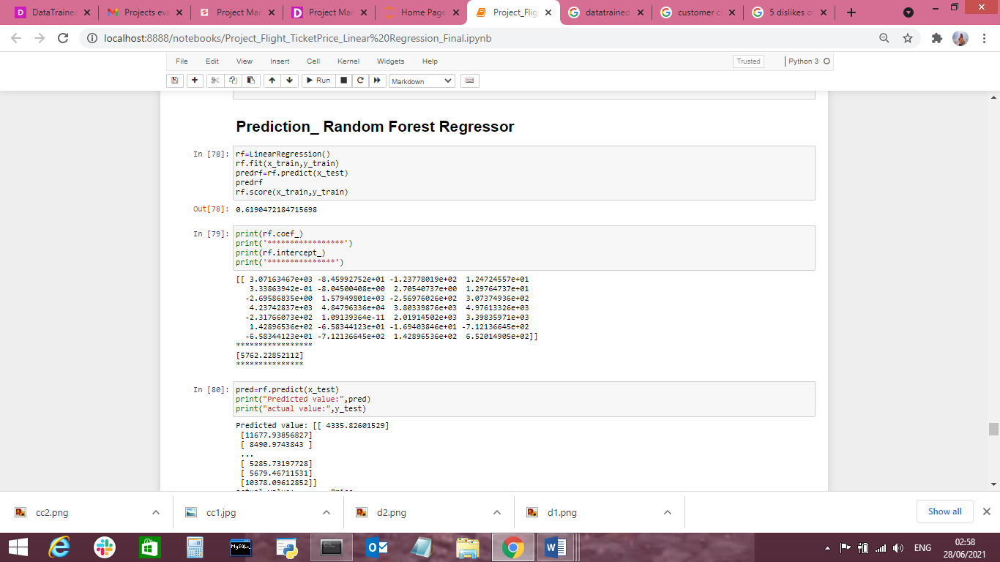 DataTrained
Projects eva
Project Mar
Project Mar
Home Page
Project_Flig
datatrained
customer c
5 dislikes o
localhost:8888/notebooks/Project_Flight_TicketPrice_Linear%20Regression_Final.ipynb
File Edit View Insert Cell Kernel Widgets Help Trusted Python 3
Run Markdown
Prediction_ Random Forest Regressor
In [78]: rf=LinearRegression()
rf.fit(x_train,y_train)
predrf=rf.predict(x_test)
predrf
rf.score(x_train,y_train)
Out[78]: 0.6190472184715698
In [79]: print(rf.coef_)
print('*****************')
print(rf.intercept_)
print('***************')
[[ 3.07163467e+03 -8.45992752e+01 -1.23778019e+02 1.24724557e+01
3.33863942e-01 -8.04500408e+00 2.70540737e+00 1.29764737e+01
-2.69586835e+00 1.57949801e+03 -2.56976026e+02 3.07374936e+02
4.23742837e+03 4.84796336e+04 3.80339876e+03 4.97613326e+03
-2.31766073e+02 1.09139364e-11 2.01914502e+03 3.39835971e+03
1.42896536e+02 -6.58344123e+01 -1.69403846e+01 -7.12136645e+02
-6.58344123e+01 -7.12136645e+02 1.42896536e+02 6.52014905e+02]]
*****************
[5762.22852112]
***************
In [80]: pred=rf.predict(x_test)
print("Predicted value:",pred)
print("actual value:",y_test)
Predicted value: [[ 4335.82601529]
[11677.93856827]
[ 8490.9743843 ]
...
[ 5285.73197728]
[ 5679.46711531]
[10378.09612852]]
actual value: Price
cc2.png
cc1.jpg
d2.png
d1.png
Show all
MySQL
ENG
02:58
28/06/2021